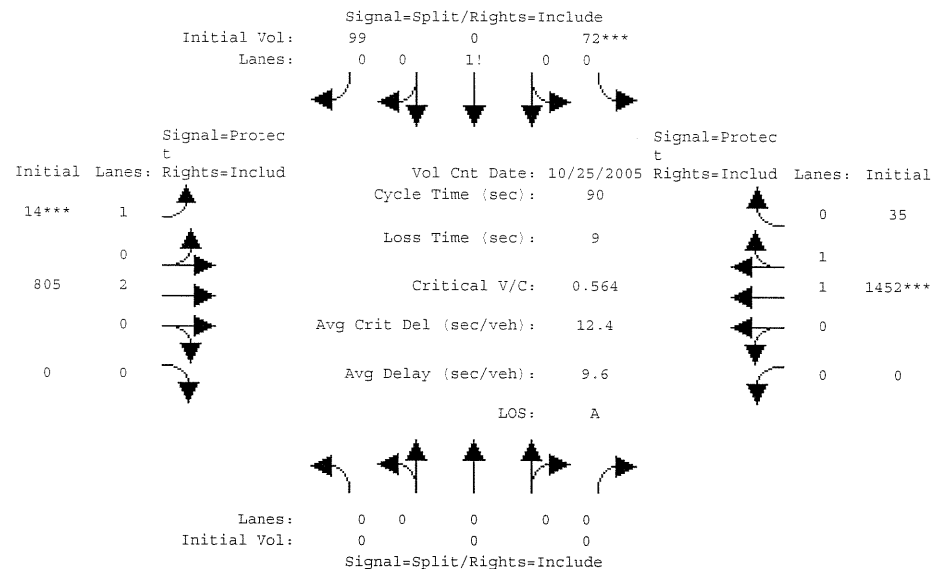 Signal=Split/Rights=Include
Initial Vol: 99 0 72***
Lanes: 0 0 1! 0 0
Signal=Protec
t
Signal=Protec
t
Initial Lanes: Rights=Includ Vol Cnt Date: 10/25/2005 Rights=Includ Lanes: Initial
Cycle Time (sec): 90
14*** 1 0 35
Loss Time (sec): 9
0 1
805 2 Critical V/C: 0.564 1 1452***
0 Avg Crit Del (sec/veh): 12.4 0
0 0 Avg Delay (sec/veh): 9.6 0 0
LOS: A
Lanes: 0 0 0 0 0
Initial Vol: 0 0 0
Signal=Split/Rights=Include